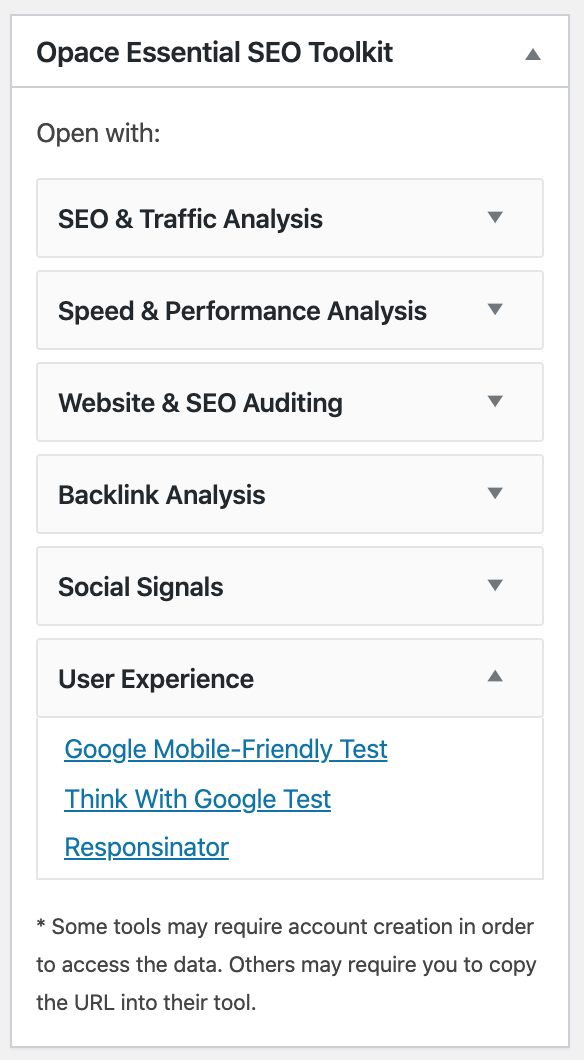 Opace Essential SEO Toolkit
Open with:
SEO & Traffic Analysis
Speed & Performance Analysis
Website & SEO Auditing
Backlink Analysis
Social Signals
User Experience
Google Mobile-Friendly Test
Think With Google Test
Responsinator
* Some tools may require account creation in order
to access the data. Others may require you to copy
the URL into their tool.